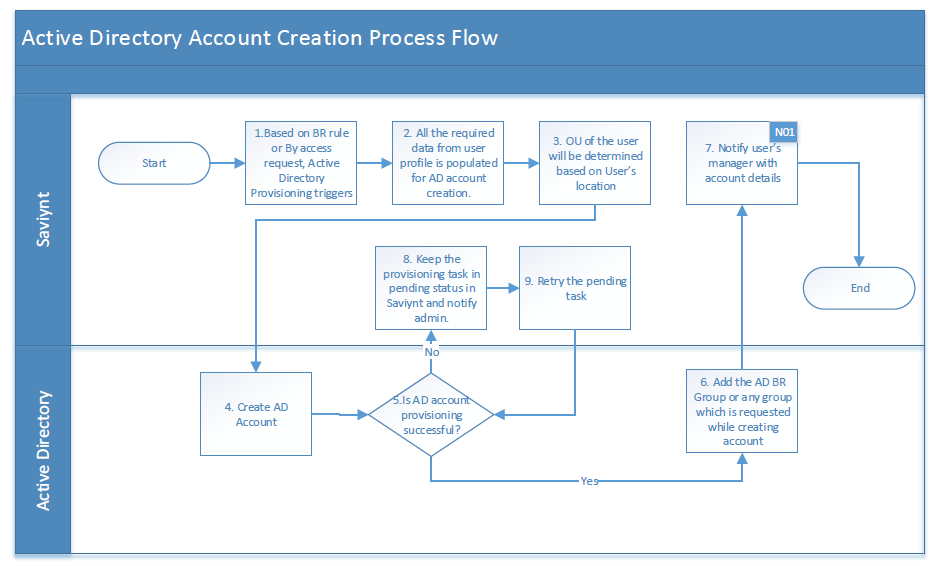 Active Directory Account Creation Process Flow
Saviynt
Start
1.Based on BR rule
or By access
request, Active
Directory
Provisioning triggers
2. All the required
data from user
profile is populated
for AD account
creation.
3. OU of the user
will be determined
based on User's
location
N01
7. Notify user's
manager with
account details
8. Keep the
provisioning task in
pending status in
Saviynt and notify
admin.
9. Retry the pending
task
End
No
Active Directory
4. Create AD
Account
5.Is AD account
provisioning
successful?
6. Add the AD BR
Group or any group
which is requested
while creating
account
Yes